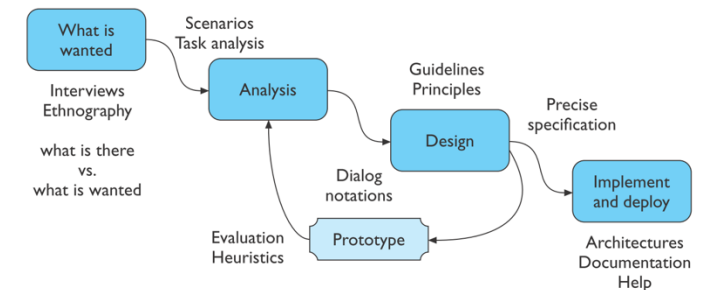 What is
wanted
Interviews
Ethnography
what is there
vs.
what is wanted
Scenarios
Task analysis
Analysis
Guidelines
Principles
Design
Dialog
notations
Prototype
Evaluation
Heuristics
Precise
specification
Implement
and deploy
Architectures
Documentation
Help